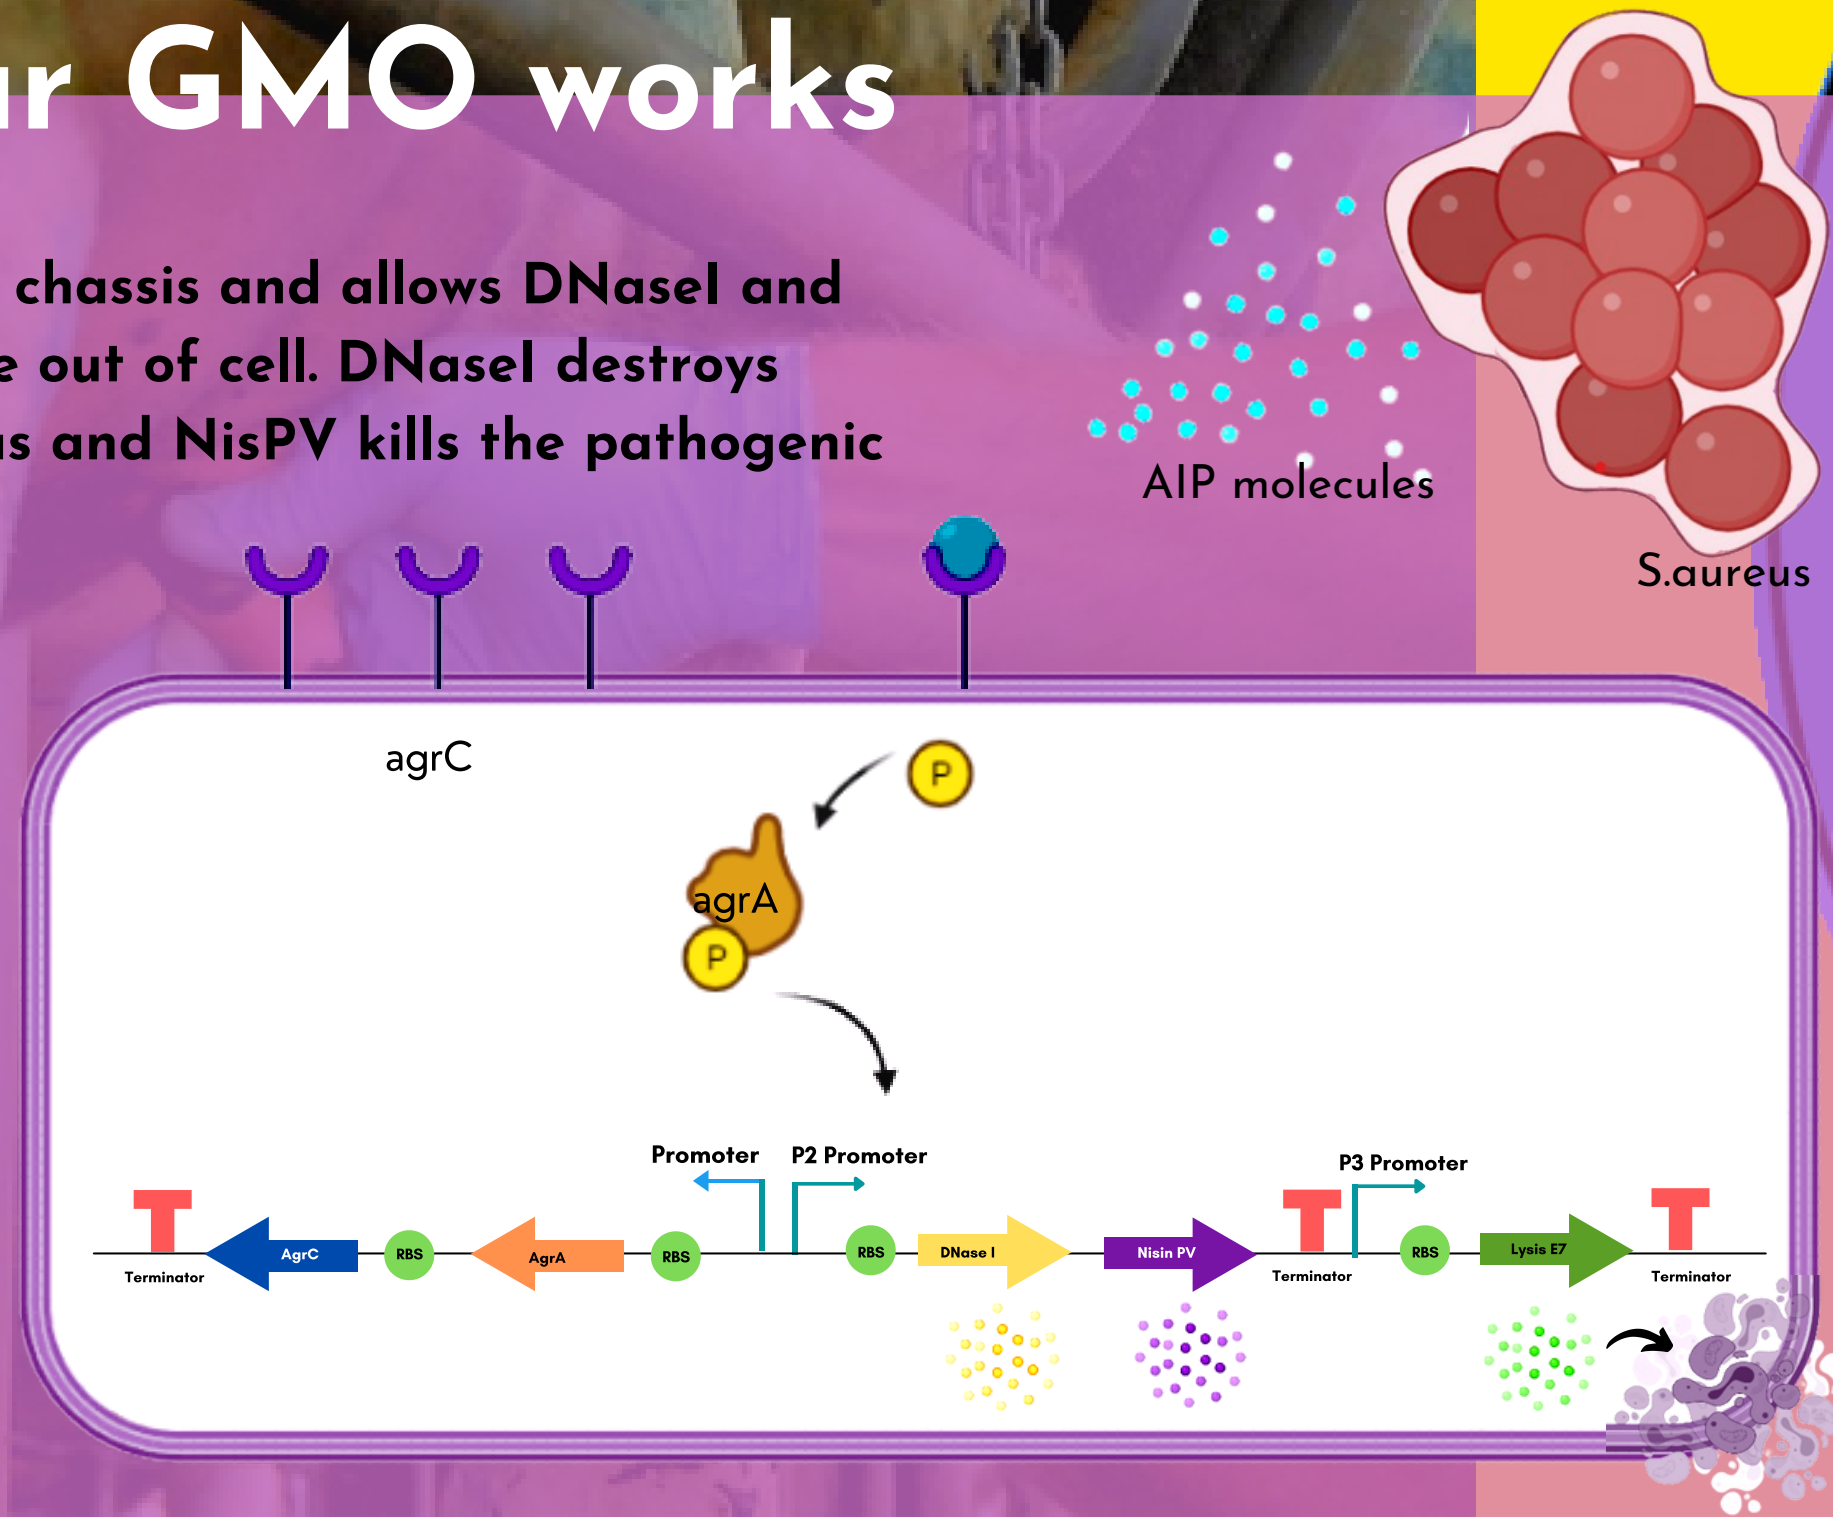 GMO works
chassis and allows DNaseI and
out of cell. DNaseI destroys
and NisPV kills the pathogenic
AIP molecules
S.aureus
agrC
P
agrA
P
Promoter
P2 Promoter
P3 Promoter
AgrC
RBS
AgrA
RBS
RBS
DNase I
Nisin PV
RBS
Lysis E7
Terminator
Terminator
Terminator